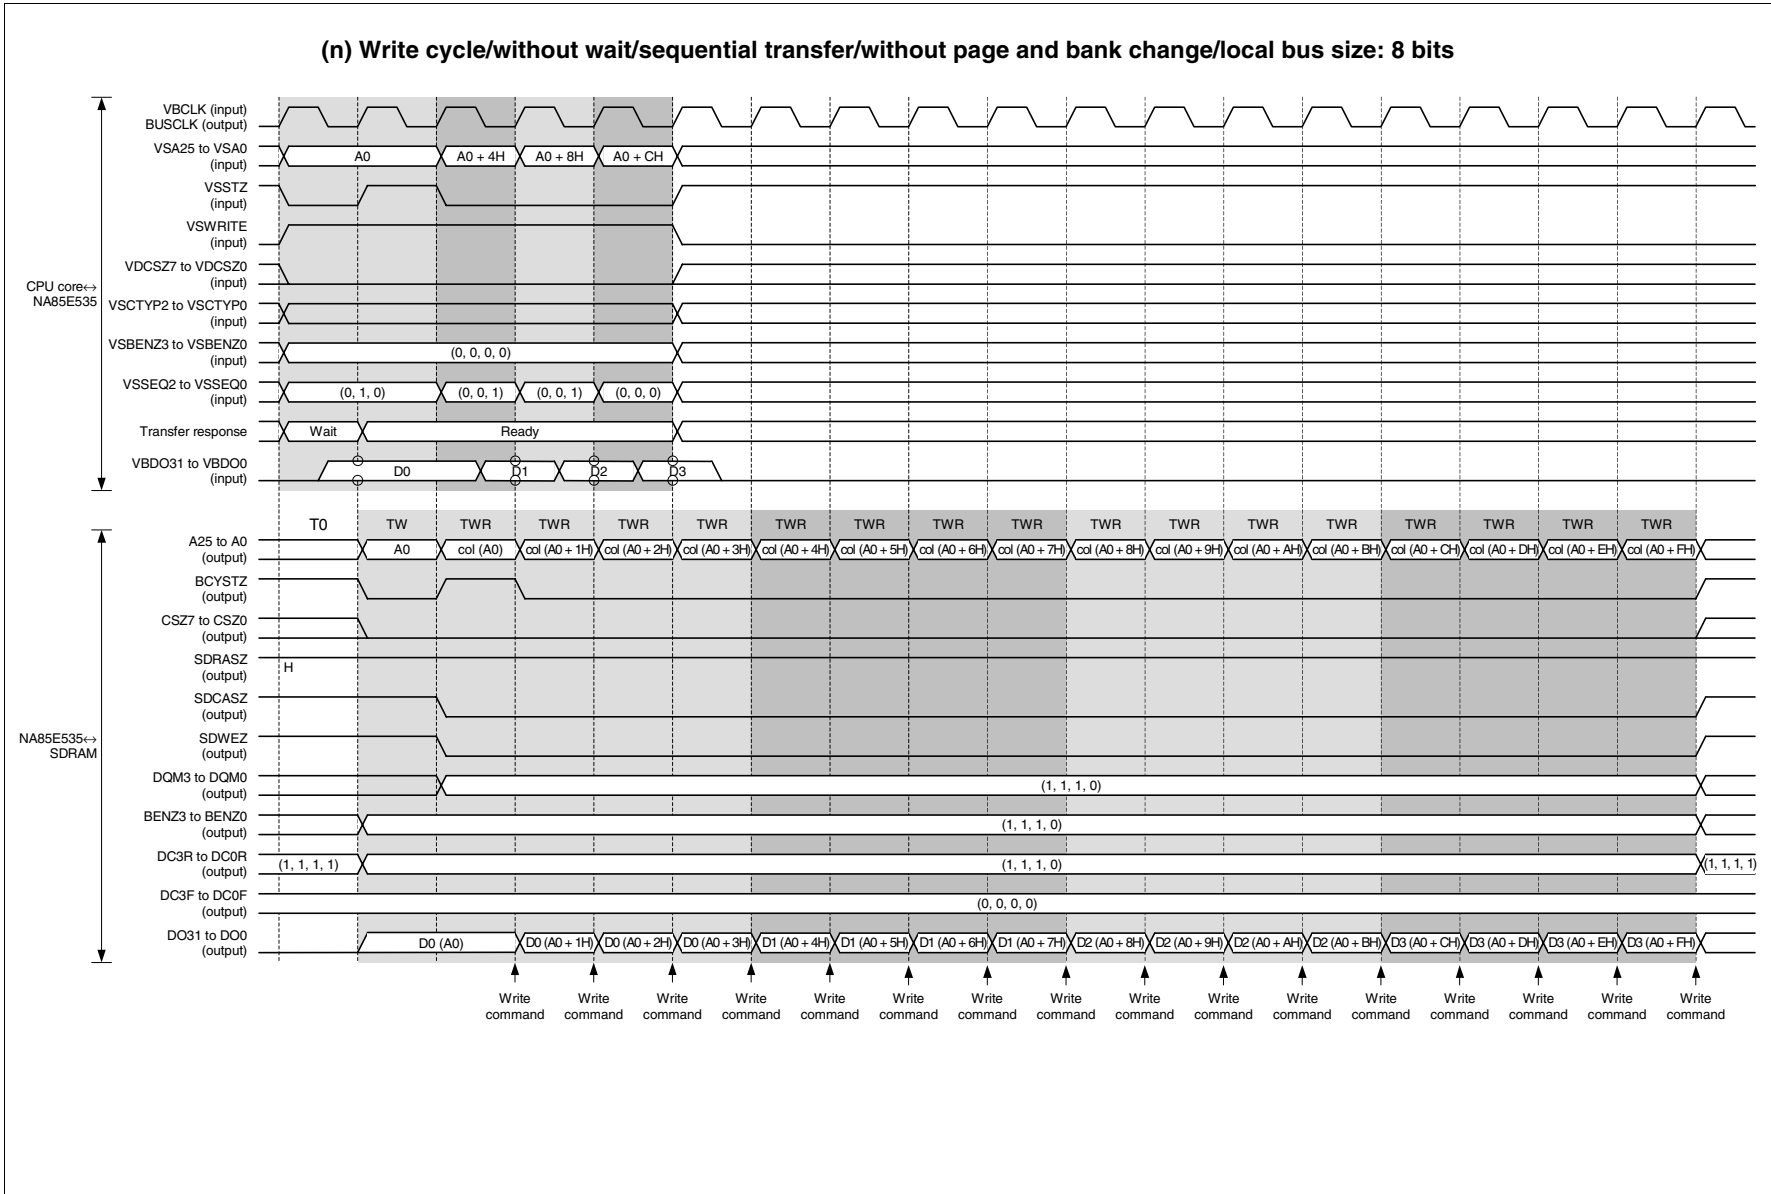 (n) Write cycle/without wait/sequential transfer/without page and bank change/local bus size: 8 bits
VBCLK (input)
BUSCLK (output)
VSA25 to VSA0
(input)
A0 A0 + 4H A0 + 8H A0 + CH
VSSTZ
(input)
VSWRITE
(input)
VDCSZ7 to VDCSZ0
(input)
CPU core↔
NA85E535
VSCTYP2 to VSCTYP0
(input)
VSBENZ3 to VSBENZ0
(input)
(0, 0, 0, 0)
VSSEQ2 to VSSEQ0
(input)
(0, 1, 0) (0, 0, 1) (0, 0, 1) (0, 0, 0)
Transfer response Wait Ready
VBDO31 to VBDO0
(input)
D0 D1 D2 D3
T0 TW TWR TWR TWR TWR TWR TWR TWR TWR TWR TWR TWR TWR TWR TWR TWR TWR
A25 to A0
(output)
A0 col (A0) col (A0 + 1H) col (A0 + 2H) col (A0 + 3H) col (A0 + 4H) col (A0 + 5H) col (A0 + 6H) col (A0 + 7H) col (A0 + 8H) col (A0 + 9H) col (A0 + AH) col (A0 + BH) col (A0 + CH) col (A0 + DH) col (A0 + EH) col (A0 + FH)
BCYSTZ
(output)
CSZ7 to CSZ0
(output)
SDRASZ
(output)
H
SDCASZ
(output)
NA85E535↔
SDRAM
SDWEZ
(output)
DQM3 to DQM0
(output)
(1, 1, 1, 0)
BENZ3 to BENZ0
(output)
(1, 1, 1, 0)
DC3R to DC0R
(output)
(1, 1, 1, 1) (1, 1, 1, 0) (1, 1, 1, 1)
DC3F to DC0F
(output)
(0, 0, 0, 0)
DO31 to DO0
(output)
D0 (A0) D0 (A0 + 1H) D0 (A0 + 2H) D0 (A0 + 3H) D1 (A0 + 4H) D1 (A0 + 5H) D1 (A0 + 6H) D1 (A0 + 7H) D2 (A0 + 8H) D2 (A0 + 9H) D2 (A0 + AH) D2 (A0 + BH) D3 (A0 + CH) D3 (A0 + DH) D3 (A0 + EH) D3 (A0 + FH)
Write Write Write Write Write Write Write Write Write Write Write Write Write Write Write Write
command command command command command command command command command command command command command command command command